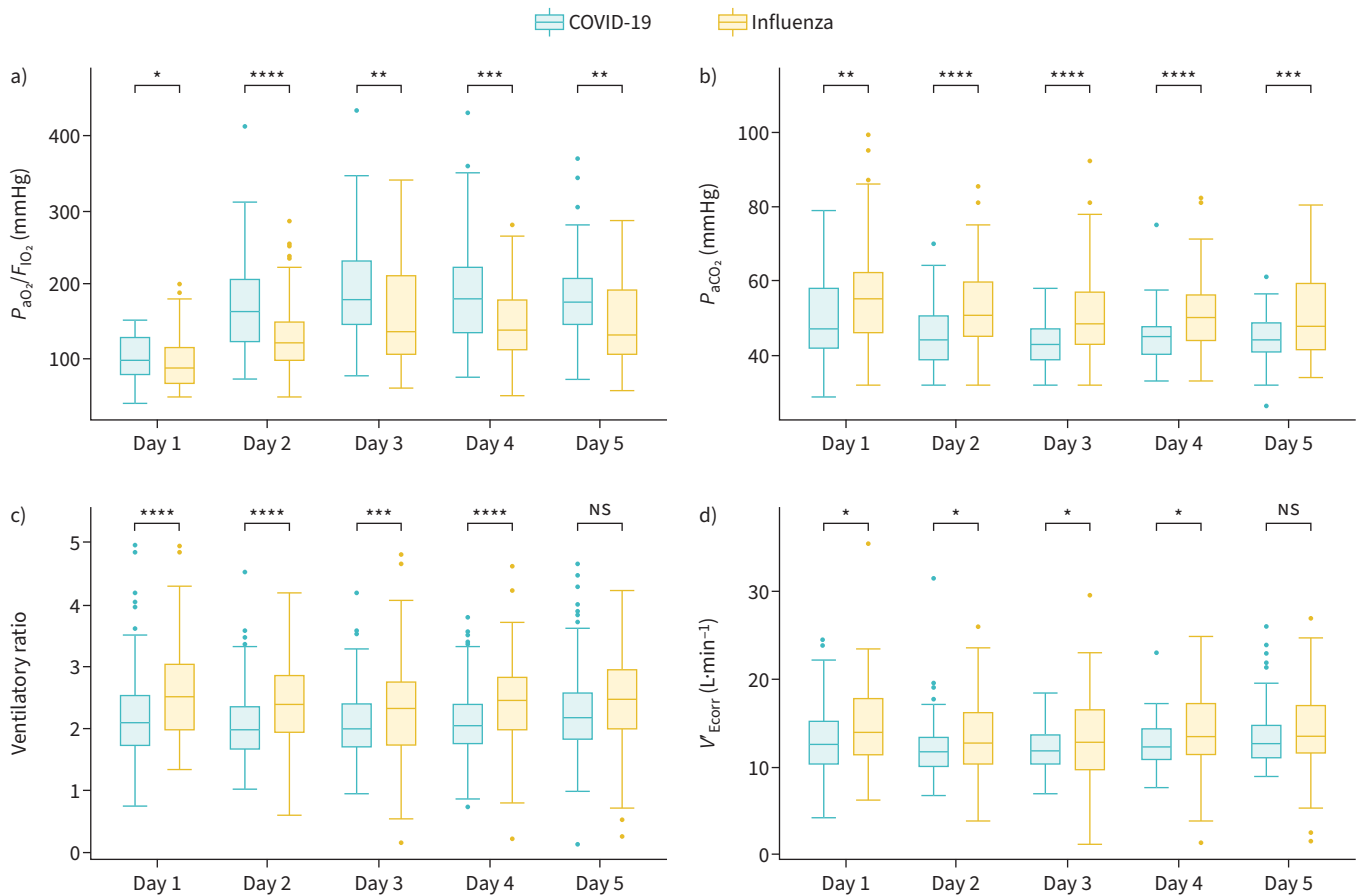 COVID-19 Influenza
a)
* **** ** *** **
PaO2/FIO2 (mmHg)
400
300
200
100
Day 1 Day 2 Day 3 Day 4 Day 5
b)
** **** **** **** ***
PaCO2 (mmHg)
100
80
60
40
Day 1 Day 2 Day 3 Day 4 Day 5
c)
**** **** *** **** NS
Ventilatory ratio
5
4
3
2
1
0
Day 1 Day 2 Day 3 Day 4 Day 5
d)
* * * * NS
V′Ecorr (L·min−1)
30
20
10
0
Day 1 Day 2 Day 3 Day 4 Day 5